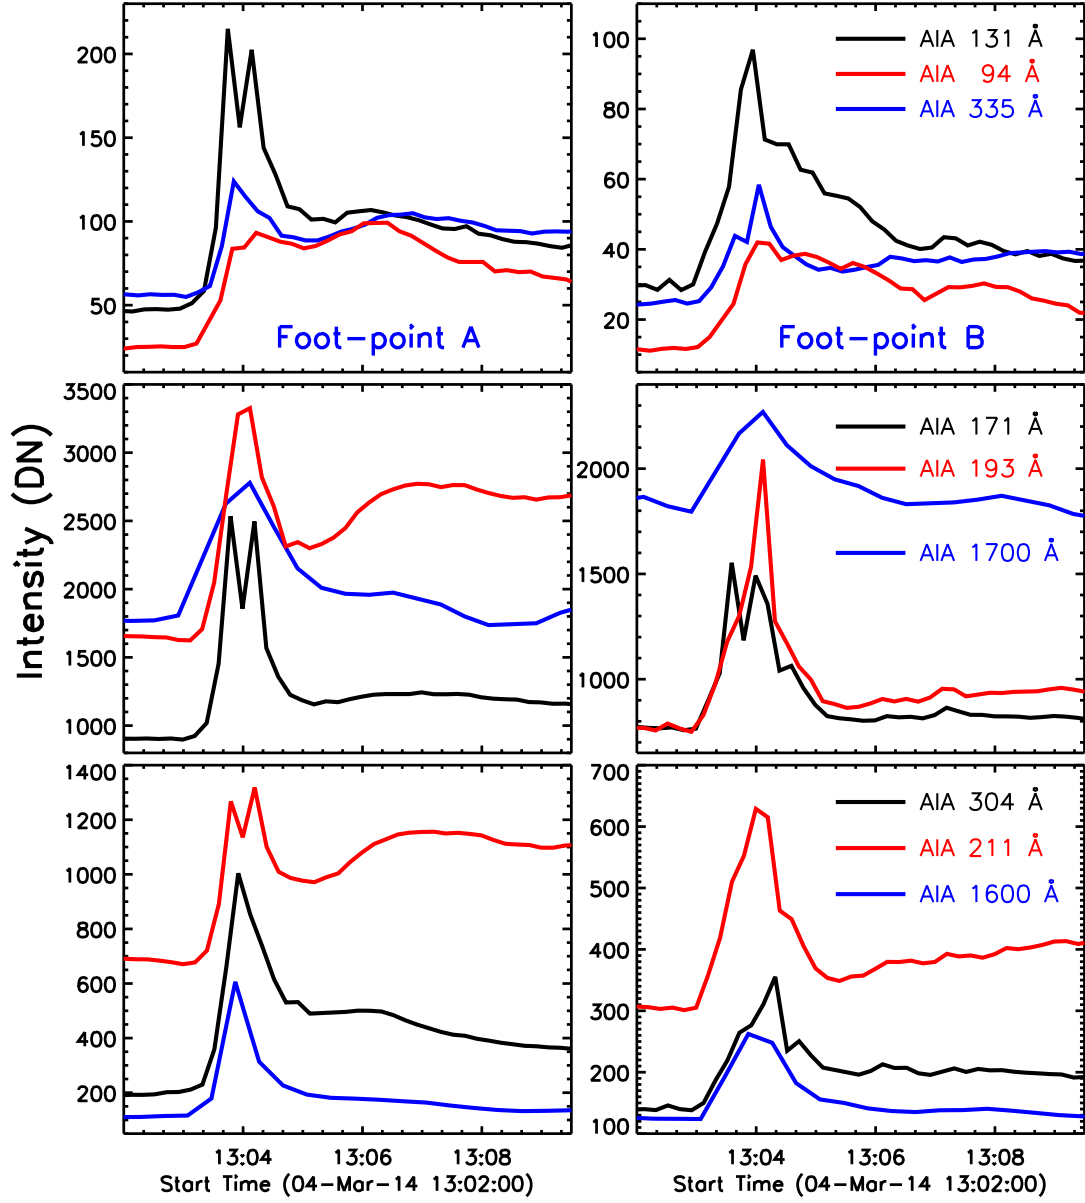 200
150
100
50
Foot-point A
100
80
60
40
20
AIA 131 Å
AIA 94 Å
AIA 335 Å
Foot-point B
Intensity (DN)
3500
3000
2500
2000
1500
1000
2000
1500
1000
AIA 171 Å
AIA 193 Å
AIA 1700 Å
1400
1200
1000
800
600
400
200
700
600
500
400
300
200
100
AIA 304 Å
AIA 211 Å
AIA 1600 Å
13:04 13:06 13:08
Start Time (04-Mar-14 13:02:00)
13:04 13:06 13:08
Start Time (04-Mar-14 13:02:00)